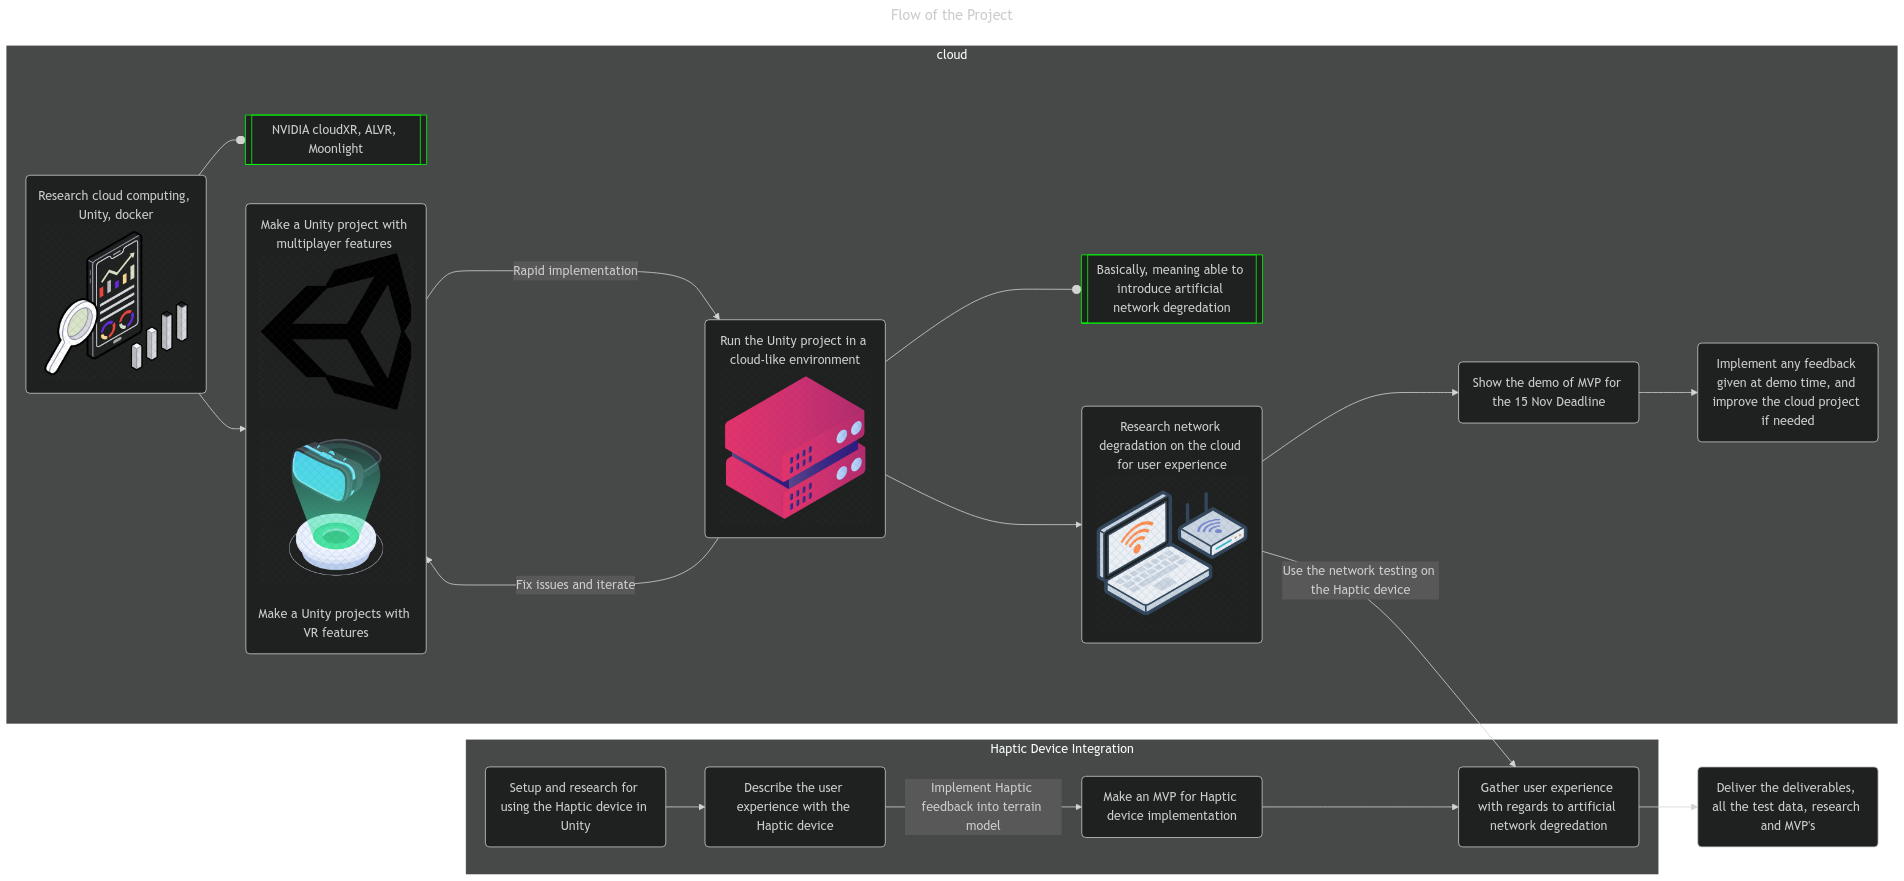 Flow of the Project
cloud
NVIDIA cloudXR, ALVR,
Moonlight
Research cloud computing,
Unity, docker
Make a Unity project with
multiplayer features
Make a Unity projects with
VR features
Rapid implementation
Fix issues and iterate
Run the Unity project in a
cloud-like environment
Basically, meaning able to
introduce artificial
network degredation
Research network
degradation on the cloud
for user experience
Show the demo of MVP for
the 15 Nov Deadline
Implement any feedback
given at demo time, and
improve the cloud project
if needed
Use the network testing on
the Haptic device
Haptic Device Integration
Setup and research for
using the Haptic device in
Unity
Describe the user
experience with the
Haptic device
Implement Haptic
feedback into terrain
model
Make an MVP for Haptic
device implementation
Gather user experience
with regards to artificial
network degredation
Deliver the deliverables,
all the test data, research
and MVP's